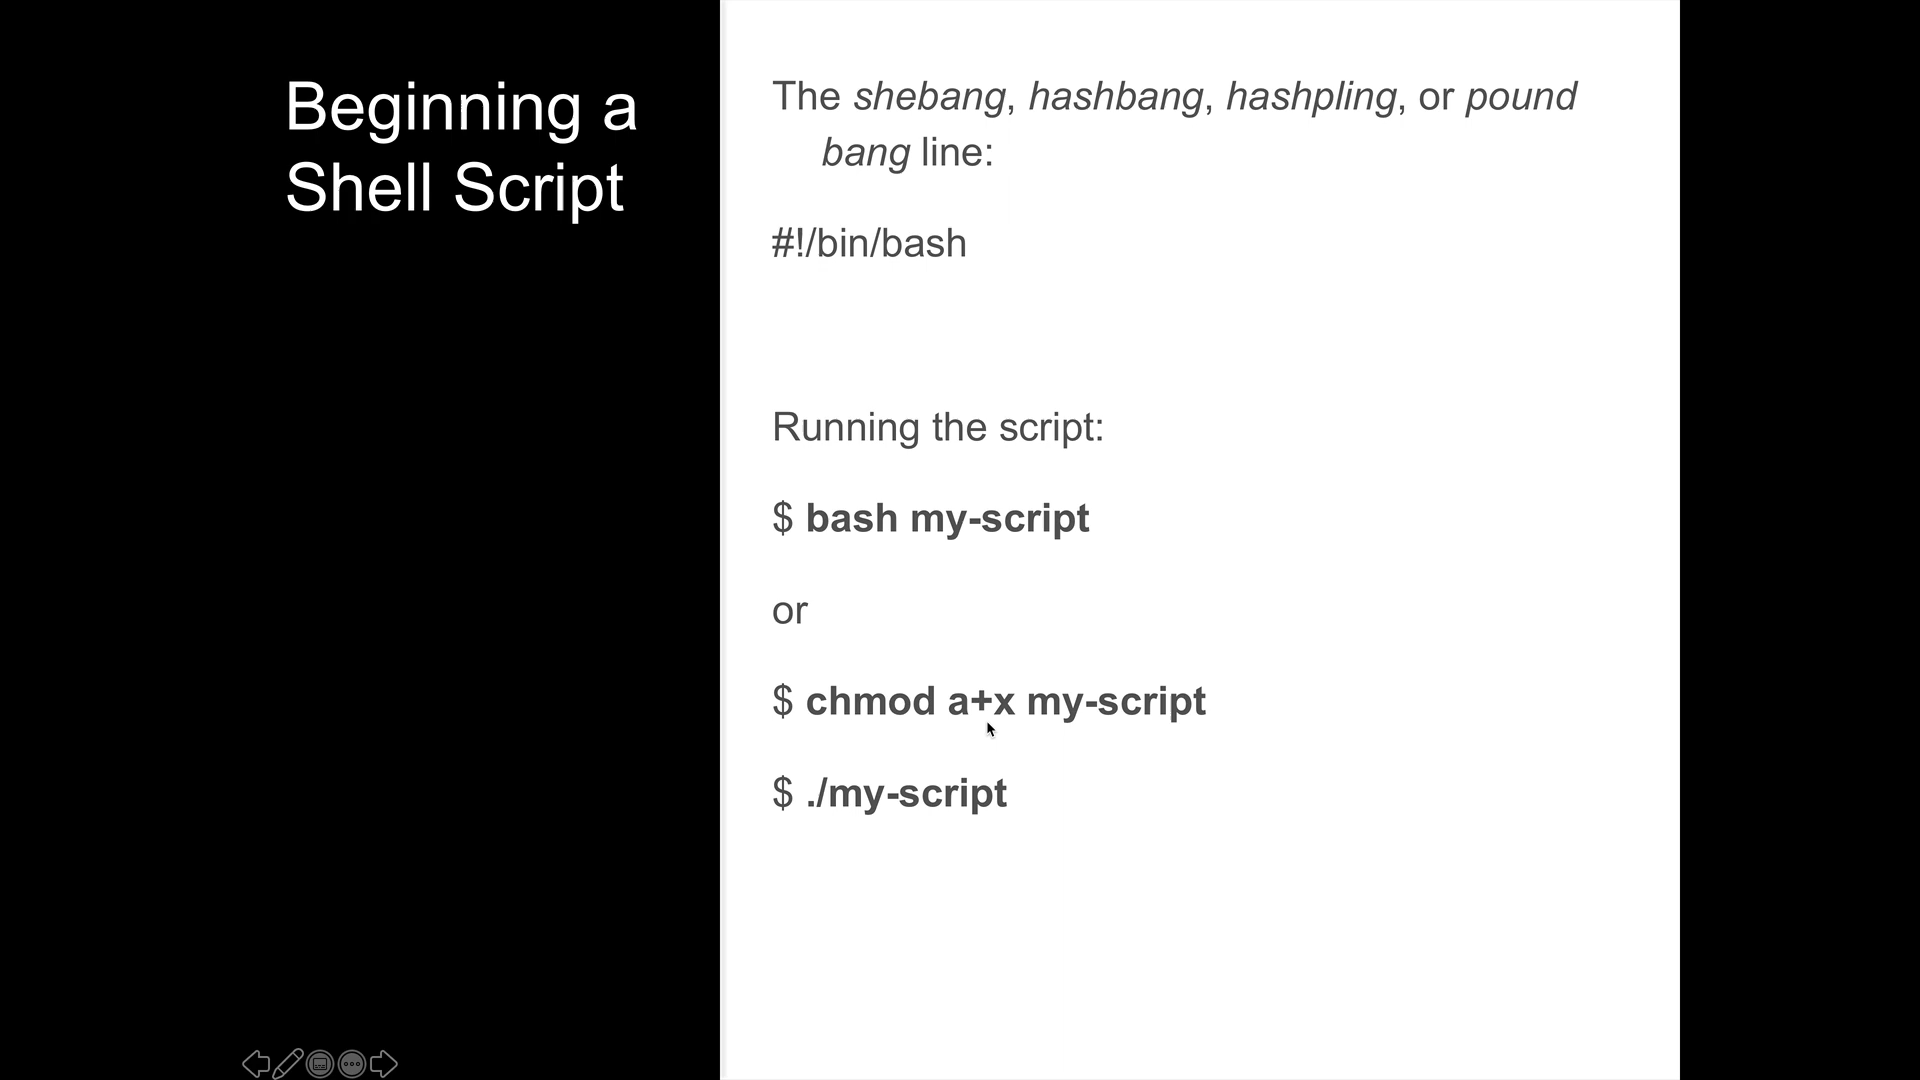 Beginning a
Shell Script
The shebang, hashbang, hashpling, or pound
bang line:
#!/bin/bash
Running the script:
$ bash my-script
or
$ chmod a+x my-script
$ ./my-script